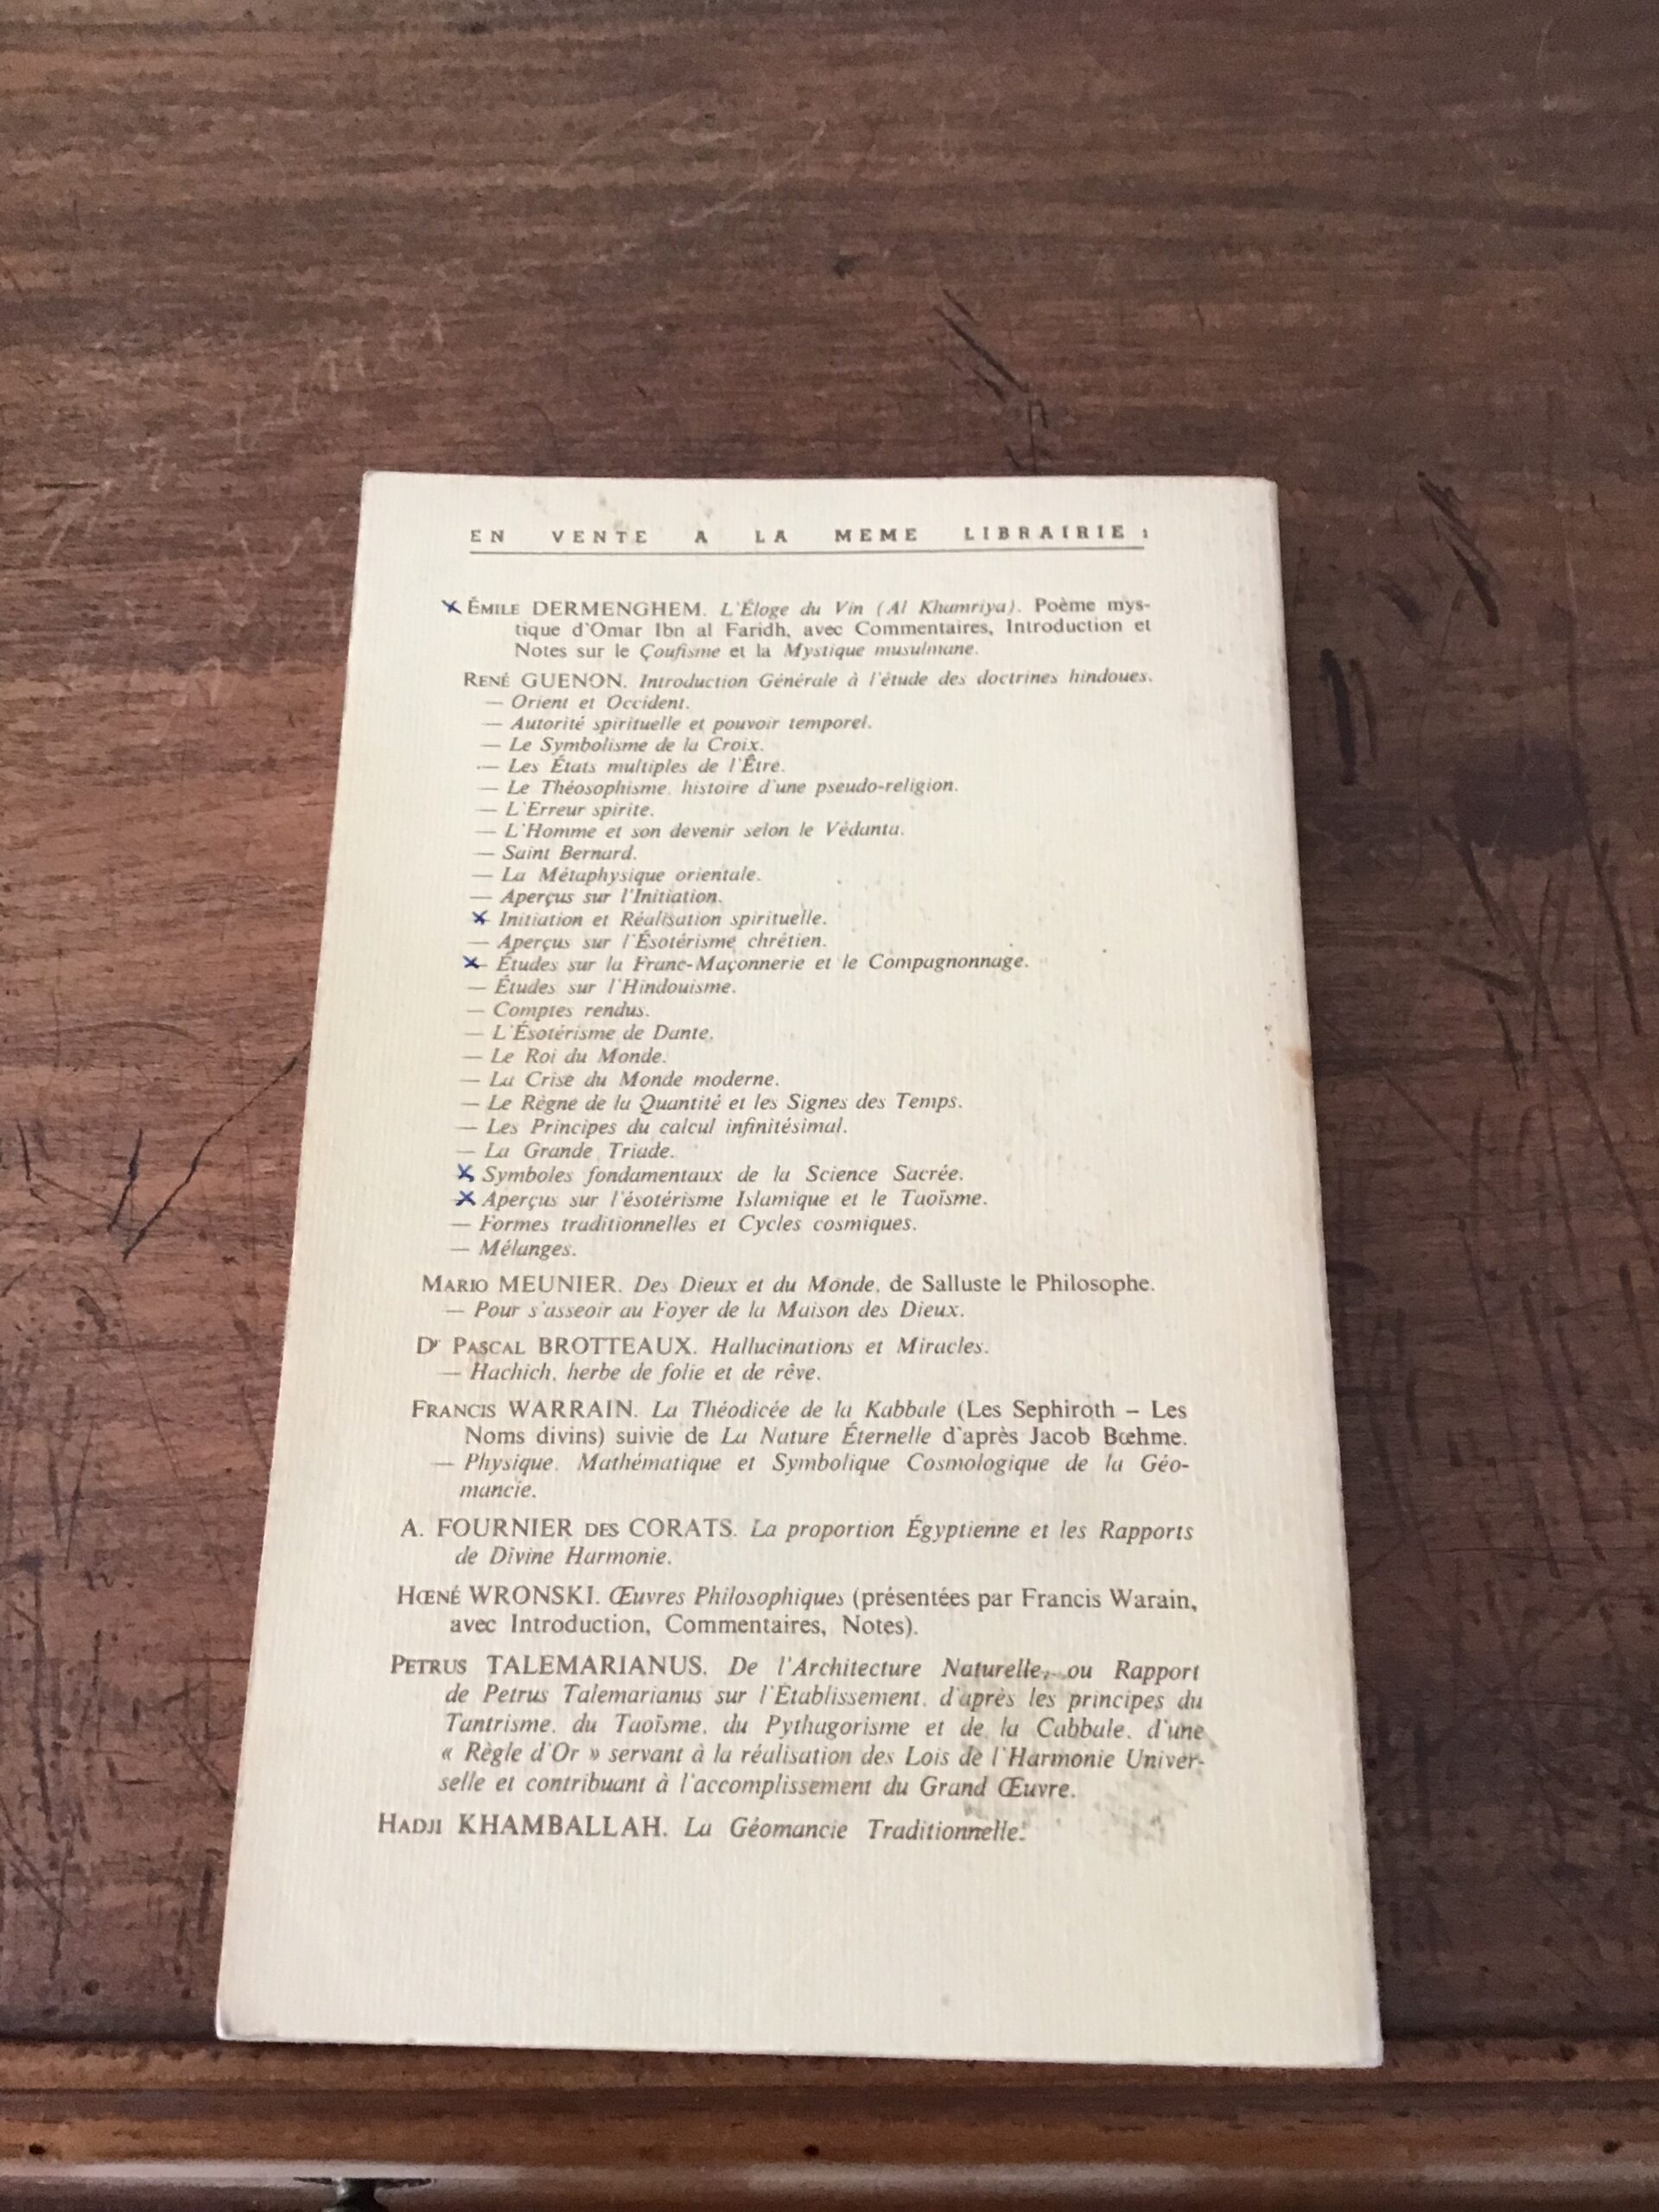 EN VENTE A LA MEME LIBRAIRIE :
ÉMILE DERMENGHEM. L'Éloge du Vin (Al Khamriya). Poème mys-
tique d'Omar Ibn al Faridh, avec Commentaires, Introduction et
Notes sur le Çoufisme et la Mystique musulmane.
RENÉ GUENON. Introduction Générale à l'étude des doctrines hindoues.
— Orient et Occident.
— Autorité spirituelle et pouvoir temporel.
— Le Symbolisme de la Croix.
— Les États multiples de l'Être.
— Le Théosophisme, histoire d'une pseudo-religion.
— L'Erreur spirite.
— L'Homme et son devenir selon le Védanta.
— Saint Bernard.
— La Métaphysique orientale.
— Aperçus sur l'Initiation.
— Initiation et Réalisation spirituelle.
— Aperçus sur l'Ésotérisme chrétien.
— Études sur la Franc-Maçonnerie et le Compagnonnage.
— Études sur l'Hindouisme.
— Comptes rendus.
— L'Ésotérisme de Dante.
— Le Roi du Monde.
— La Crise du Monde moderne.
— Le Règne de la Quantité et les Signes des Temps.
— Les Principes du calcul infinitésimal.
— La Grande Triade.
— Symboles fondamentaux de la Science Sacrée.
— Aperçus sur l'ésotérisme Islamique et le Taoïsme.
— Formes traditionnelles et Cycles cosmiques.
— Mélanges.
MARIO MEUNIER. Des Dieux et du Monde, de Salluste le Philosophe.
— Pour s'asseoir au Foyer de la Maison des Dieux.
Dr PASCAL BROTTEAUX. Hallucinations et Miracles.
— Hachich, herbe de folie et de rêve.
FRANCIS WARRAIN. La Théodicée de la Kabbale (Les Sephiroth – Les
Noms divins) suivie de La Nature Éternelle d'après Jacob Bœhme.
— Physique, Mathématique et Symbolique Cosmologique de la Géo-
mancie.
A. FOURNIER DES CORATS. La proportion Égyptienne et les Rapports
de Divine Harmonie.
HŒNÉ WRONSKI. Œuvres Philosophiques (présentées par Francis Warain,
avec Introduction, Commentaires, Notes).
PETRUS TALEMARIANUS. De l'Architecture Naturelle, ou Rapport
de Petrus Talemarianus sur l'Établissement, d'après les principes du
Tantrisme, du Taoïsme, du Pythagorisme et de la Cabbale, d'une
« Règle d'Or » servant à la réalisation des Lois de l'Harmonie Univer-
selle et contribuant à l'accomplissement du Grand Œuvre.
HADJI KHAMBALLAH. La Géomancie Traditionnelle.